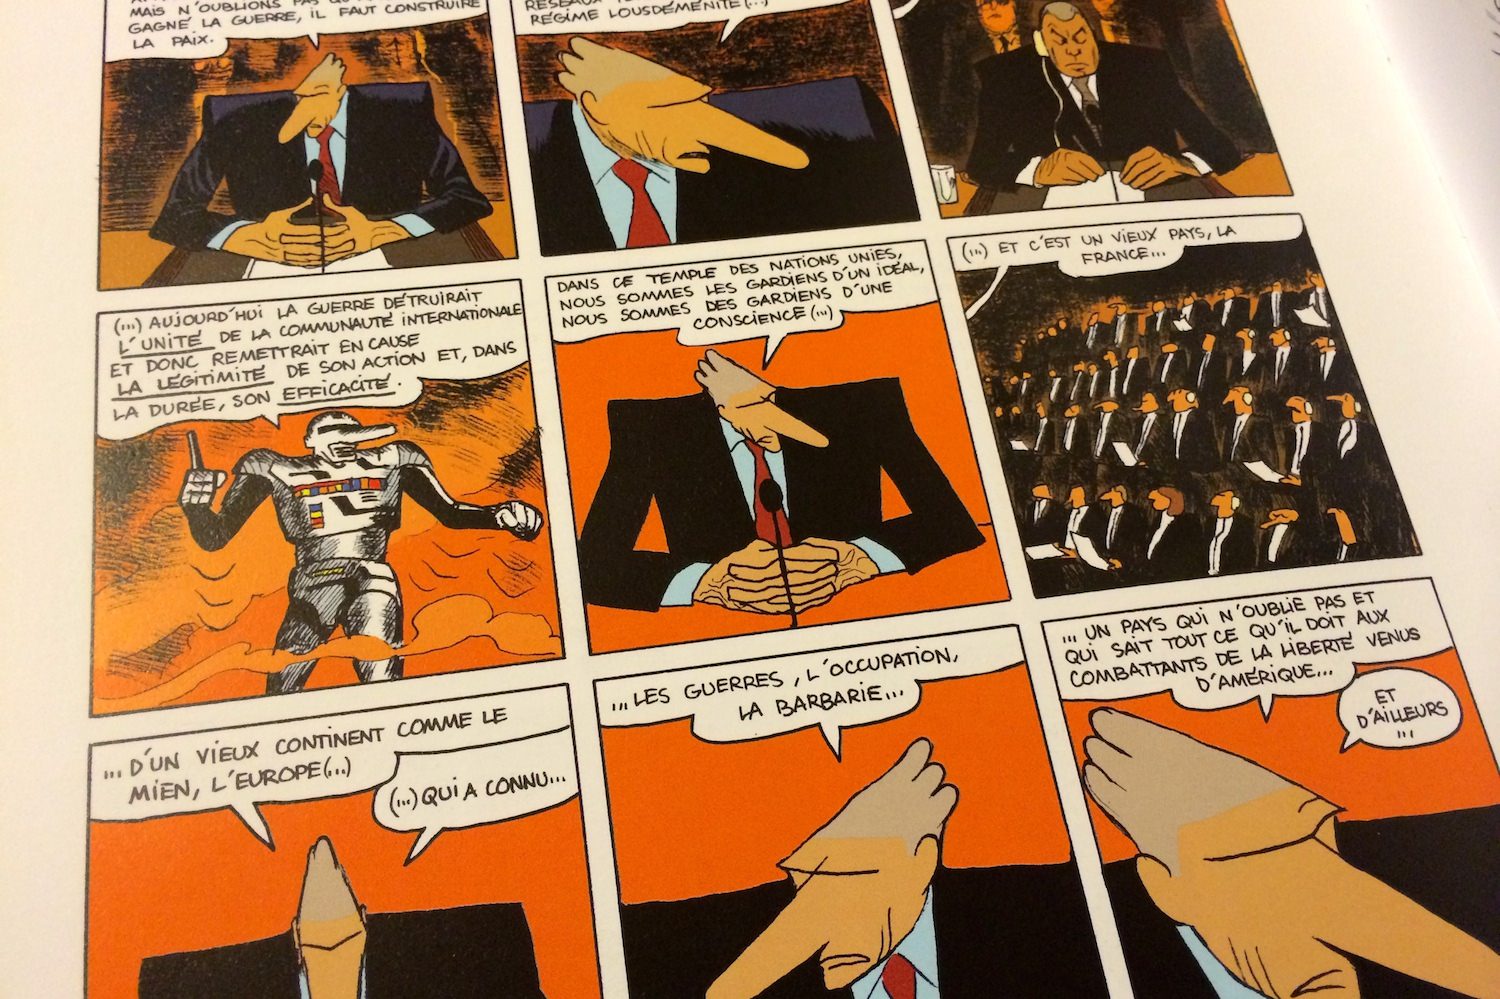 MAIS N'OUBLIONS PAS
GAGNÉ LA GUERRE, IL FAUT CONSTRUIRE
LA PAIX.
RÉSEAUX
RÉGIME LOUSDÉMÉNITE (...)
(...) AUJOURD'HUI LA GUERRE DÉTRUIRAIT
L'UNITÉ DE LA COMMUNAUTÉ INTERNATIONALE
ET DONC REMETTRAIT EN CAUSE
LA LÉGITIMITÉ DE SON ACTION ET, DANS
LA DURÉE, SON EFFICACITÉ.
DANS CE TEMPLE DES NATIONS UNIES,
NOUS SOMMES LES GARDIENS D'UN IDÉAL,
NOUS SOMMES DES GARDIENS D'UNE
CONSCIENCE (...)
(...) ET C'EST UN VIEUX PAYS, LA
FRANCE...
... D'UN VIEUX CONTINENT COMME LE
MIEN, L'EUROPE (...)
(...) QUI A CONNU...
... LES GUERRES, L'OCCUPATION,
LA BARBARIE...
... UN PAYS QUI N'OUBLIE PAS ET
QUI SAIT TOUT CE QU'IL DOIT AUX
COMBATTANTS DE LA LIBERTÉ VENUS
D'AMÉRIQUE...
ET
D'AILLEURS
...